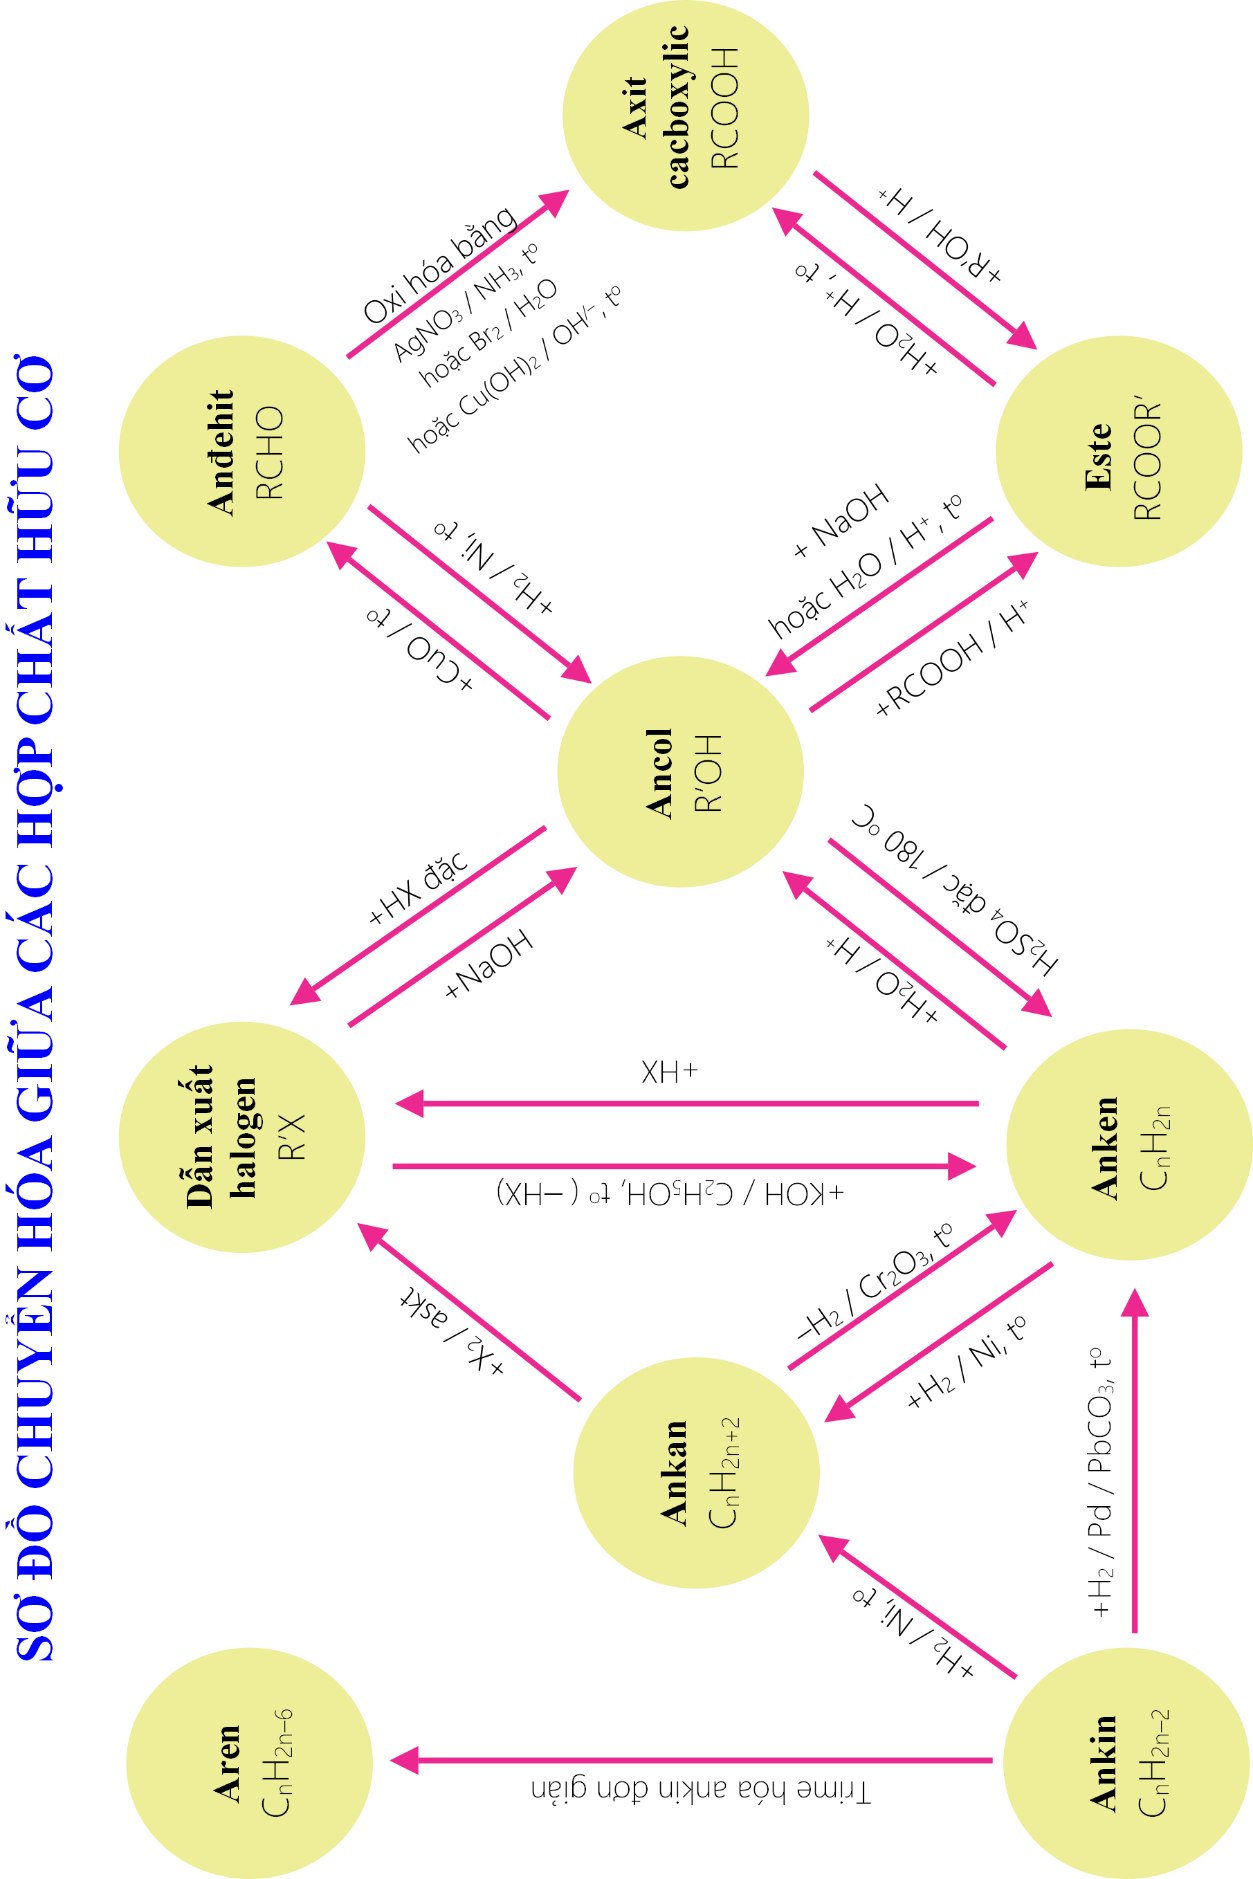 SƠ ĐỒ CHUYỂN HÓA GIỮA CÁC HỢP CHẤT HỮU CƠ
Aren
CₙH₂ₙ₋₆
Trime hóa ankin đơn giản
Ankin
CₙH₂ₙ₋₂
+H₂ / Ni, tᵒ
+H₂ / Pd / PbCO₃, tᵒ
Ankan
CₙH₂ₙ₊₂
+X₂ / askt
–H₂ / Cr₂O₃, tᵒ
+H₂ / Ni, tᵒ
Dẫn xuất
halogen
R’X
+KOH / C₂H₅OH, tᵒ ( –HX)
+HX
Anken
CₙH₂ₙ
+HX đặc
+NaOH
+H₂O / H⁺
H₂SO₄ đặc / 180 ᵒC
Ancol
R’OH
+CuO / tᵒ
+H₂ / Ni, tᵒ
+ NaOH
hoặc H₂O / H⁺, tᵒ
+RCOOH / H⁺
Anđehit
RCHO
Oxi hóa bằng
AgNO₃ / NH₃, tᵒ
hoặc Br₂ / H₂O
hoặc Cu(OH)₂ / OH/⁻, tᵒ
Este
RCOOR’
+H₂O / H⁺, tᵒ
+R’OH / H⁺
Axit
cacboxylic
RCOOH